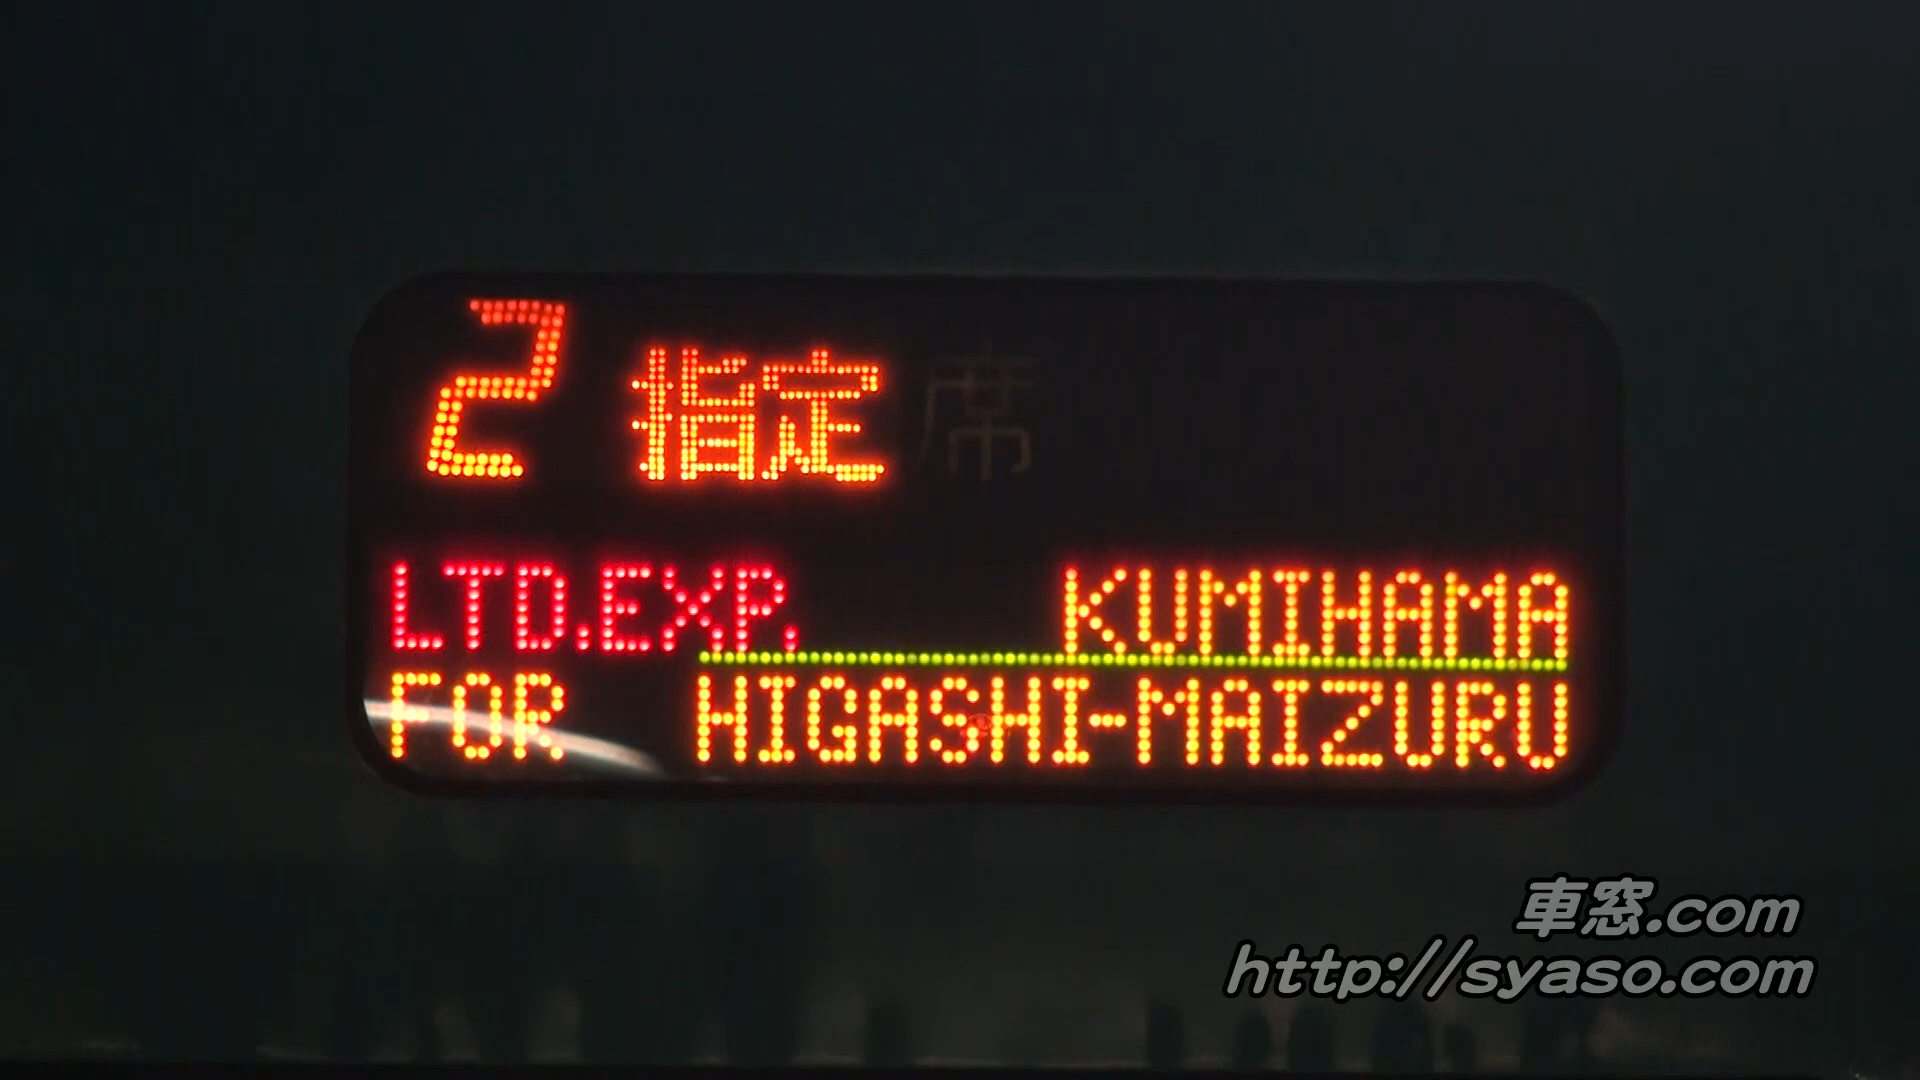 2 指定席
LTD.EXP. KUMIHAMA
FOR HIGASHI-MAIZURU
車窓.com
http://syaso.com